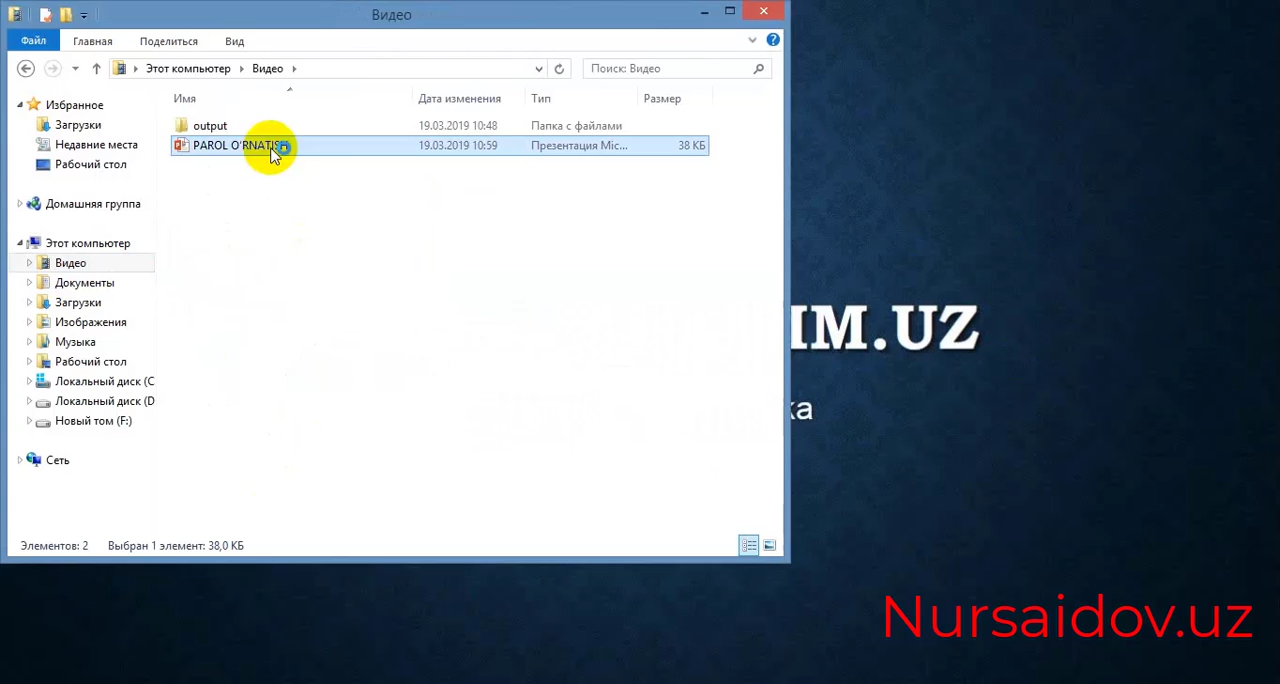 Видео
Файл Главная Поделиться Вид
Этот компьютер Видео Поиск: Видео
Имя Дата изменения Тип Размер
output 19.03.2019 10:48 Папка с файлами
PAROL O'RNATIS 19.03.2019 10:59 Презентация Mic... 38 КБ
Избранное
Загрузки
Недавние места
Рабочий стол
Домашняя группа
Этот компьютер
Видео
Документы
Загрузки
Изображения
Музыка
Рабочий стол
Локальный диск (C
Локальный диск (D
Новый том (F:)
Сеть
Элементов: 2 Выбран 1 элемент: 38,0 КБ
IM.UZ
ka
Nursaidov.uz